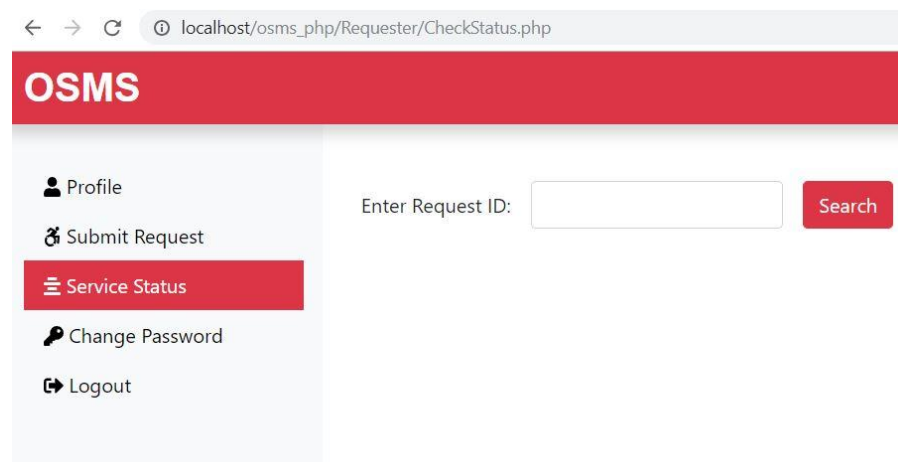 localhost/osms_php/Requester/CheckStatus.php
OSMS
Profile
Submit Request
Service Status
Change Password
Logout
Enter Request ID:
Search